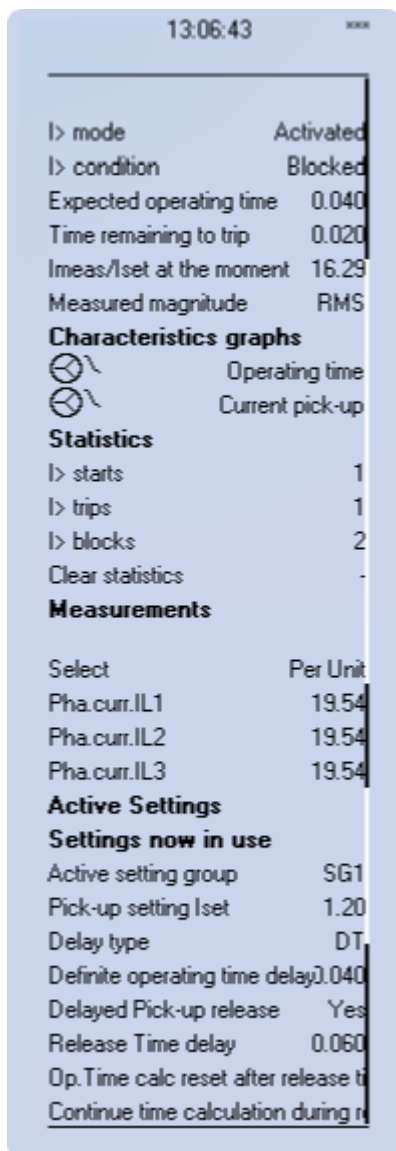 13:06:43
I> mode Activated
I> condition Blocked
Expected operating time 0.040
Time remaining to trip 0.020
Imeas/Iset at the moment 16.29
Measured magnitude RMS
Characteristics graphs
Operating time
Current pick-up
Statistics
I> starts 1
I> trips 1
I> blocks 2
Clear statistics -
Measurements
Select Per Unit
Pha.curr.IL1 19.54
Pha.curr.IL2 19.54
Pha.curr.IL3 19.54
Active Settings
Settings now in use
Active setting group SG1
Pick-up setting Iset 1.20
Delay type DT
Definite operating time delay 0.040
Delayed Pick-up release Yes
Release Time delay 0.060
Op.Time calc reset after release ti
Continue time calculation during r